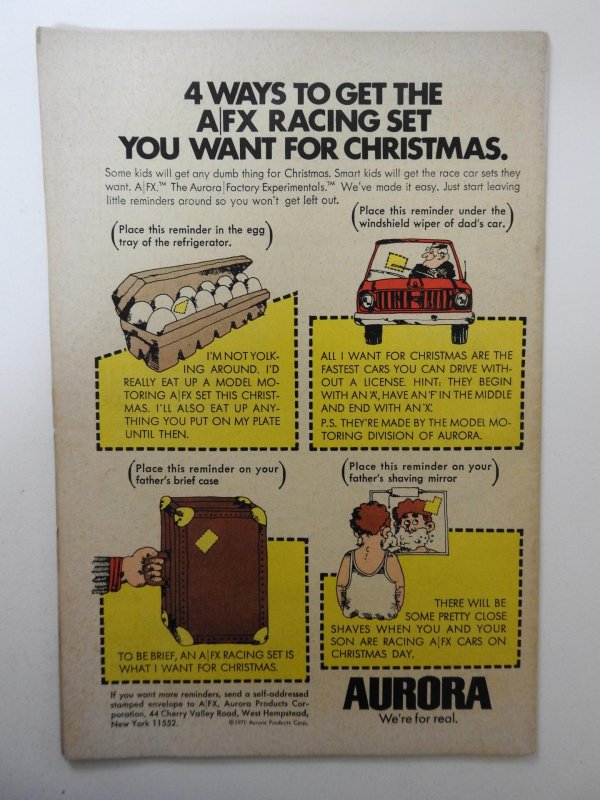 4 WAYS TO GET THE
A|FX RACING SET
YOU WANT FOR CHRISTMAS.
Some kids will get any dumb thing for Christmas. Smart kids will get the race car sets they
want. A|FX.™ The Aurora|Factory Experimentals.™ We've made it easy. Just start leaving
little reminders around so you won't get left out.
(Place this reminder in the egg
tray of the refrigerator.)
I'M NOT YOLK-
ING AROUND. I'D
REALLY EAT UP A MODEL MO-
TORING A|FX SET THIS CHRIST-
MAS. I'LL ALSO EAT UP ANY-
THING YOU PUT ON MY PLATE
UNTIL THEN.
(Place this reminder under the
windshield wiper of dad's car.)
ALL I WANT FOR CHRISTMAS ARE THE
FASTEST CARS YOU CAN DRIVE WITH-
OUT A LICENSE. HINT: THEY BEGIN
WITH AN 'A', HAVE AN 'F' IN THE MIDDLE
AND END WITH AN 'X'.
P.S. THEY'RE MADE BY THE MODEL MO-
TORING DIVISION OF AURORA.
(Place this reminder on your
father's brief case)
TO BE BRIEF, AN A|FX RACING SET IS
WHAT I WANT FOR CHRISTMAS.
(Place this reminder on your
father's shaving mirror)
THERE WILL BE
SOME PRETTY CLOSE
SHAVES WHEN YOU AND YOUR
SON ARE RACING A|FX CARS ON
CHRISTMAS DAY.
If you want more reminders, send a self-addressed
stamped envelope to A|FX, Aurora Products Cor-
poration, 44 Cherry Valley Road, West Hempstead,
New York 11552.
©1971 Aurora Products Corp.
AURORA
We're for real.